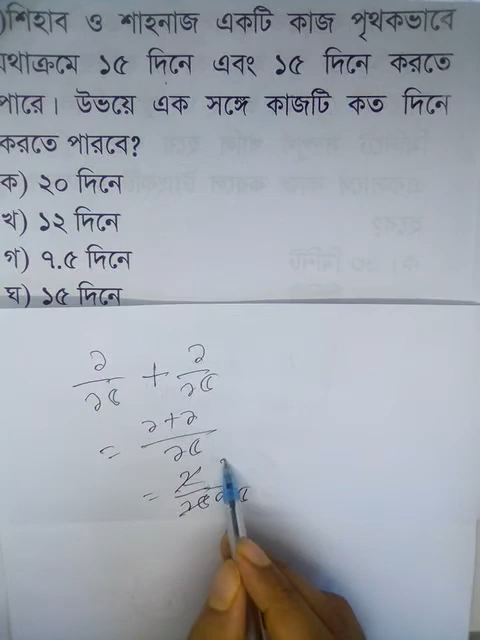 )শিহাব ও শাহনাজ একটি কাজ পৃথকভাবে
যথাক্রমে ১৫ দিনে এবং ১৫ দিনে করতে
পারে। উভয়ে এক সঙ্গে কাজটি কত দিনে
করতে পারবে?
ক) ২০ দিনে
খ) ১২ দিনে
গ) ৭.৫ দিনে
ঘ) ১৫ দিনে
১/১৫ + ১/১৫
= ১+১/১৫
= ২/১৫